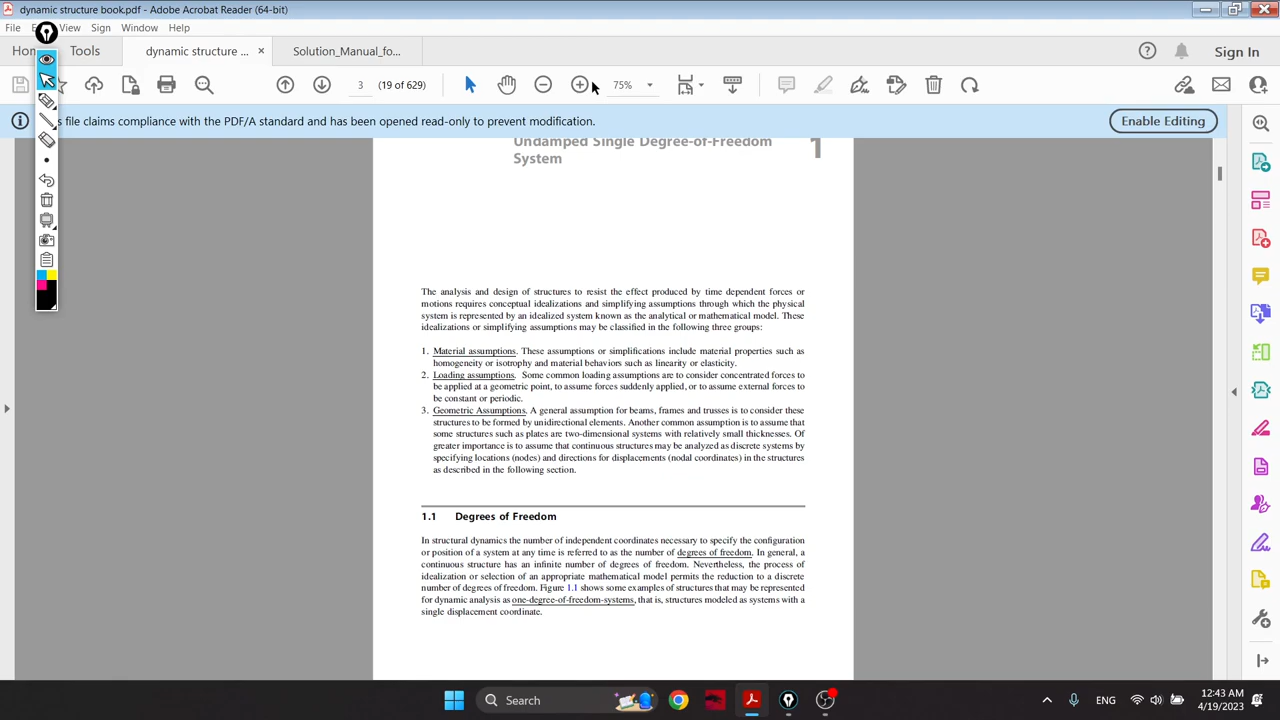 dynamic structure book.pdf - Adobe Acrobat Reader (64-bit)
File E View Sign Window Help
Hom Tools dynamic structure ... × Solution_Manual_fo... Sign In
3 (19 of 629) 75%
s file claims compliance with the PDF/A standard and has been opened read-only to prevent modification. Enable Editing
Undamped Single Degree-of-Freedom
System
1
The analysis and design of structures to resist the effect produced by time dependent forces or
motions requires conceptual idealizations and simplifying assumptions through which the physical
system is represented by an idealized system known as the analytical or mathematical model. These
idealizations or simplifying assumptions may be classified in the following three groups:
1. Material assumptions. These assumptions or simplifications include material properties such as
homogeneity or isotrophy and material behaviors such as linearity or elasticity.
2. Loading assumptions. Some common loading assumptions are to consider concentrated forces to
be applied at a geometric point, to assume forces suddenly applied, or to assume external forces to
be constant or periodic.
3. Geometric Assumptions. A general assumption for beams, frames and trusses is to consider these
structures to be formed by unidirectional elements. Another common assumption is to assume that
some structures such as plates are two-dimensional systems with relatively small thicknesses. Of
greater importance is to assume that continuous structures may be analyzed as discrete systems by
specifying locations (nodes) and directions for displacements (nodal coordinates) in the structures
as described in the following section.
1.1 Degrees of Freedom
In structural dynamics the number of independent coordinates necessary to specify the configuration
or position of a system at any time is referred to as the number of degrees of freedom. In general, a
continuous structure has an infinite number of degrees of freedom. Nevertheless, the process of
idealization or selection of an appropriate mathematical model permits the reduction to a discrete
number of degrees of freedom. Figure 1.1 shows some examples of structures that may be represented
for dynamic analysis as one-degree-of-freedom-systems, that is, structures modeled as systems with a
single displacement coordinate.
Search ENG 12:43 AM
4/19/2023